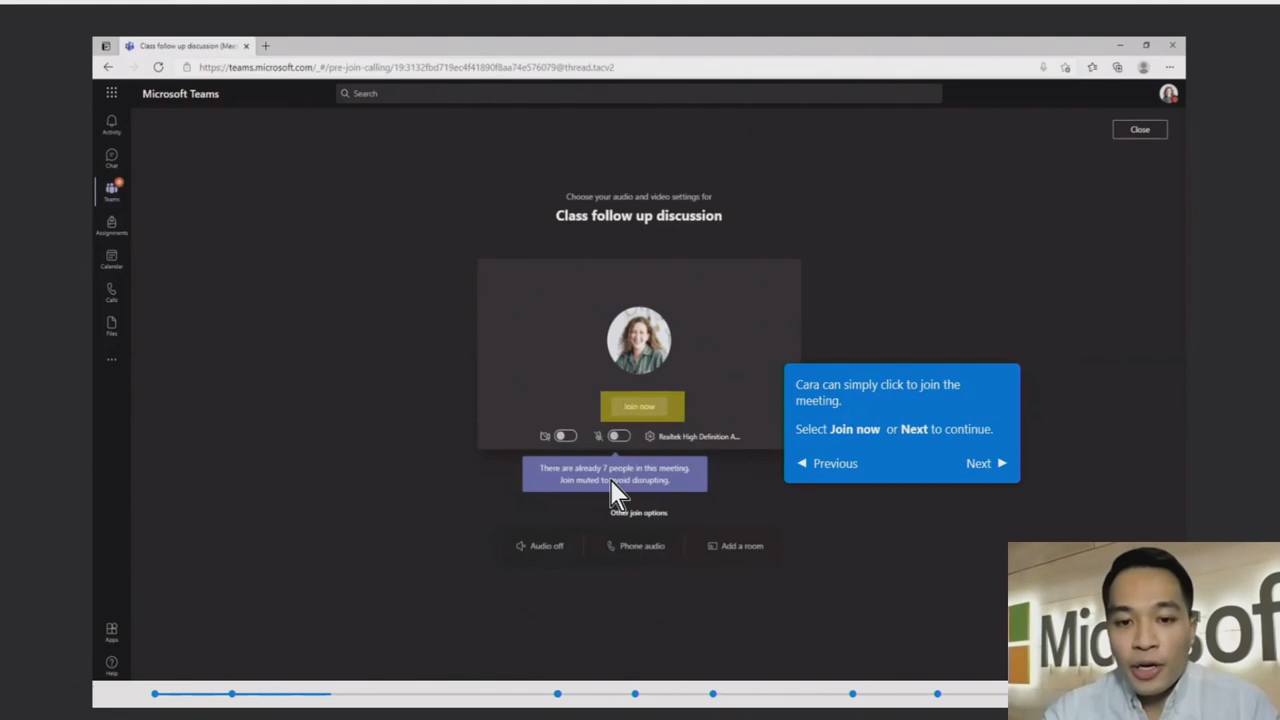 Class follow up discussion (Mee
https://teams.microsoft.com/_#/pre-join-calling/19:3132fbd719ec4f41890f8aa74e576079@thread.tacv2
Microsoft Teams
Search
Activity
Chat
Teams
Assignments
Calendar
Calls
Files
Close
Choose your audio and video settings for
Class follow up discussion
Join now
Realtek High Definition A...
There are already 7 people in this meeting.
Join muted to avoid disrupting.
Other join options
Audio off
Phone audio
Add a room
Cara can simply click to join the
meeting.
Select Join now or Next to continue.
Previous
Next
Apps
Help
Microsof